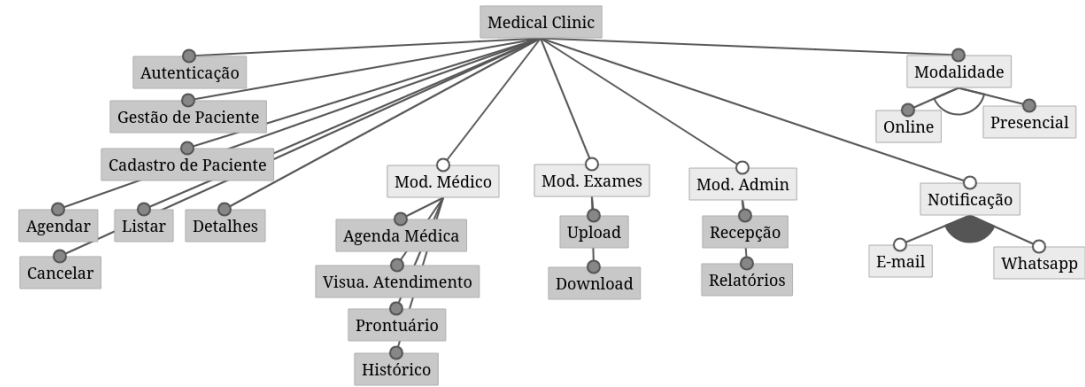 Medical Clinic
Autenticação
Gestão de Paciente
Cadastro de Paciente
Agendar
Listar
Detalhes
Cancelar
Mod. Médico
Agenda Médica
Visua. Atendimento
Prontuário
Histórico
Mod. Exames
Upload
Download
Mod. Admin
Recepção
Relatórios
Modalidade
Online
Presencial
Notificação
E-mail
Whatsapp